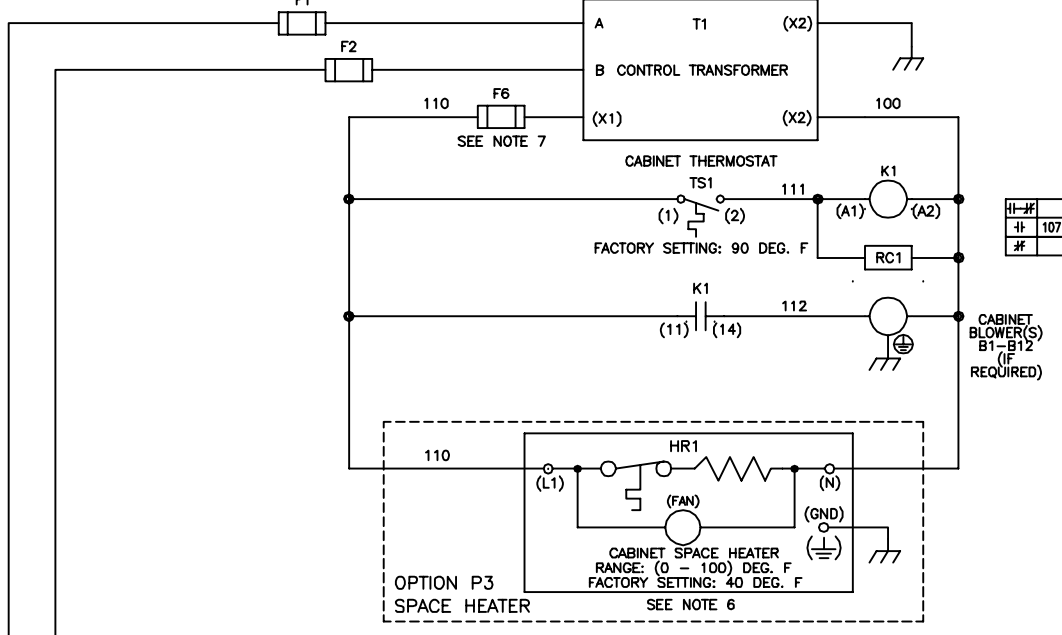 F1
A T1 (X2)
F2
B CONTROL TRANSFORMER
110 F6 (X1) (X2) 100
SEE NOTE 7
CABINET THERMOSTAT
TS1 111 K1
(1) (2) (A1) (A2)
FACTORY SETTING: 90 DEG. F
RC1
107
K1 112
(11) (14)
CABINET
BLOWER(S)
B1-B12
(IF
REQUIRED)
HR1
110
(L1) (N)
(FAN) (GND)
CABINET SPACE HEATER
RANGE: (0 - 100) DEG. F
FACTORY SETTING: 40 DEG. F
OPTION P3
SPACE HEATER
SEE NOTE 6